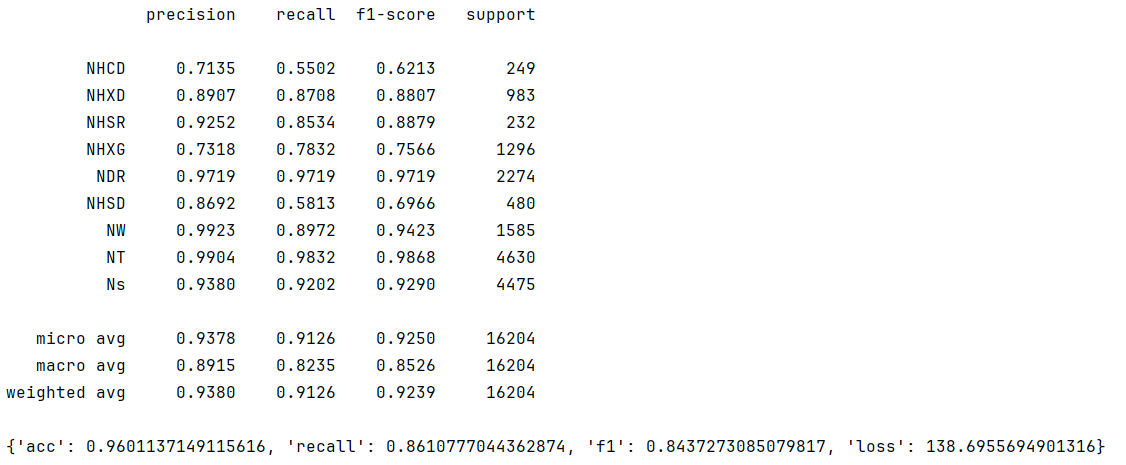 precision recall f1-score support
NHCD 0.7135 0.5502 0.6213 249
NHXD 0.8907 0.8708 0.8807 983
NHSR 0.9252 0.8534 0.8879 232
NHXG 0.7318 0.7832 0.7566 1296
NDR 0.9719 0.9719 0.9719 2274
NHSD 0.8692 0.5813 0.6966 480
NW 0.9923 0.8972 0.9423 1585
NT 0.9904 0.9832 0.9868 4630
Ns 0.9380 0.9202 0.9290 4475
micro avg 0.9378 0.9126 0.9250 16204
macro avg 0.8915 0.8235 0.8526 16204
weighted avg 0.9380 0.9126 0.9239 16204
{'acc': 0.9601137149115616, 'recall': 0.8610777044362874, 'f1': 0.8437273085079817, 'loss': 138.6955694901316}